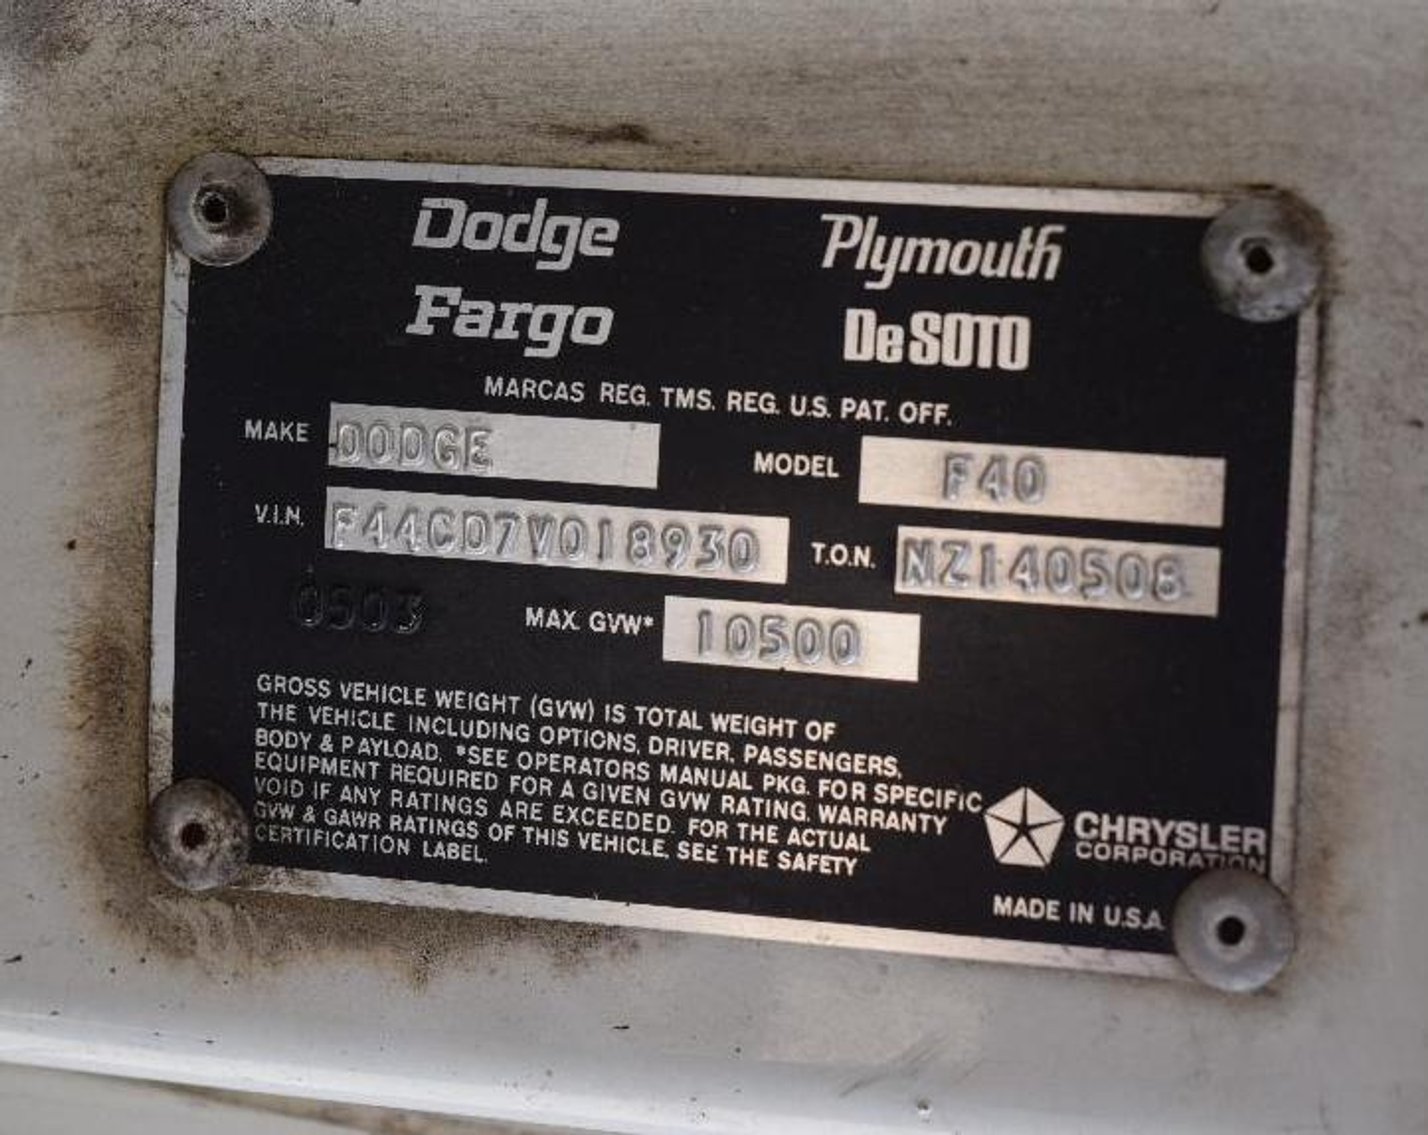 Dodge Plymouth
Fargo DeSOTO
MARCAS REG. TMS. REG. U.S. PAT. OFF.
MAKE DODGE MODEL F40
V.I.N. F44CD7V018930 T.O.N. NZ140508
0503 MAX. GVW* 10500
GROSS VEHICLE WEIGHT (GVW) IS TOTAL WEIGHT OF
THE VEHICLE INCLUDING OPTIONS, DRIVER, PASSENGERS,
BODY & PAYLOAD. *SEE OPERATORS MANUAL PKG. FOR SPECIFIC
EQUIPMENT REQUIRED FOR A GIVEN GVW RATING. WARRANTY
VOID IF ANY RATINGS ARE EXCEEDED. FOR THE ACTUAL
GVW & GAWR RATINGS OF THIS VEHICLE, SEE THE SAFETY
CERTIFICATION LABEL.
CHRYSLER
CORPORATION
MADE IN U.S.A.